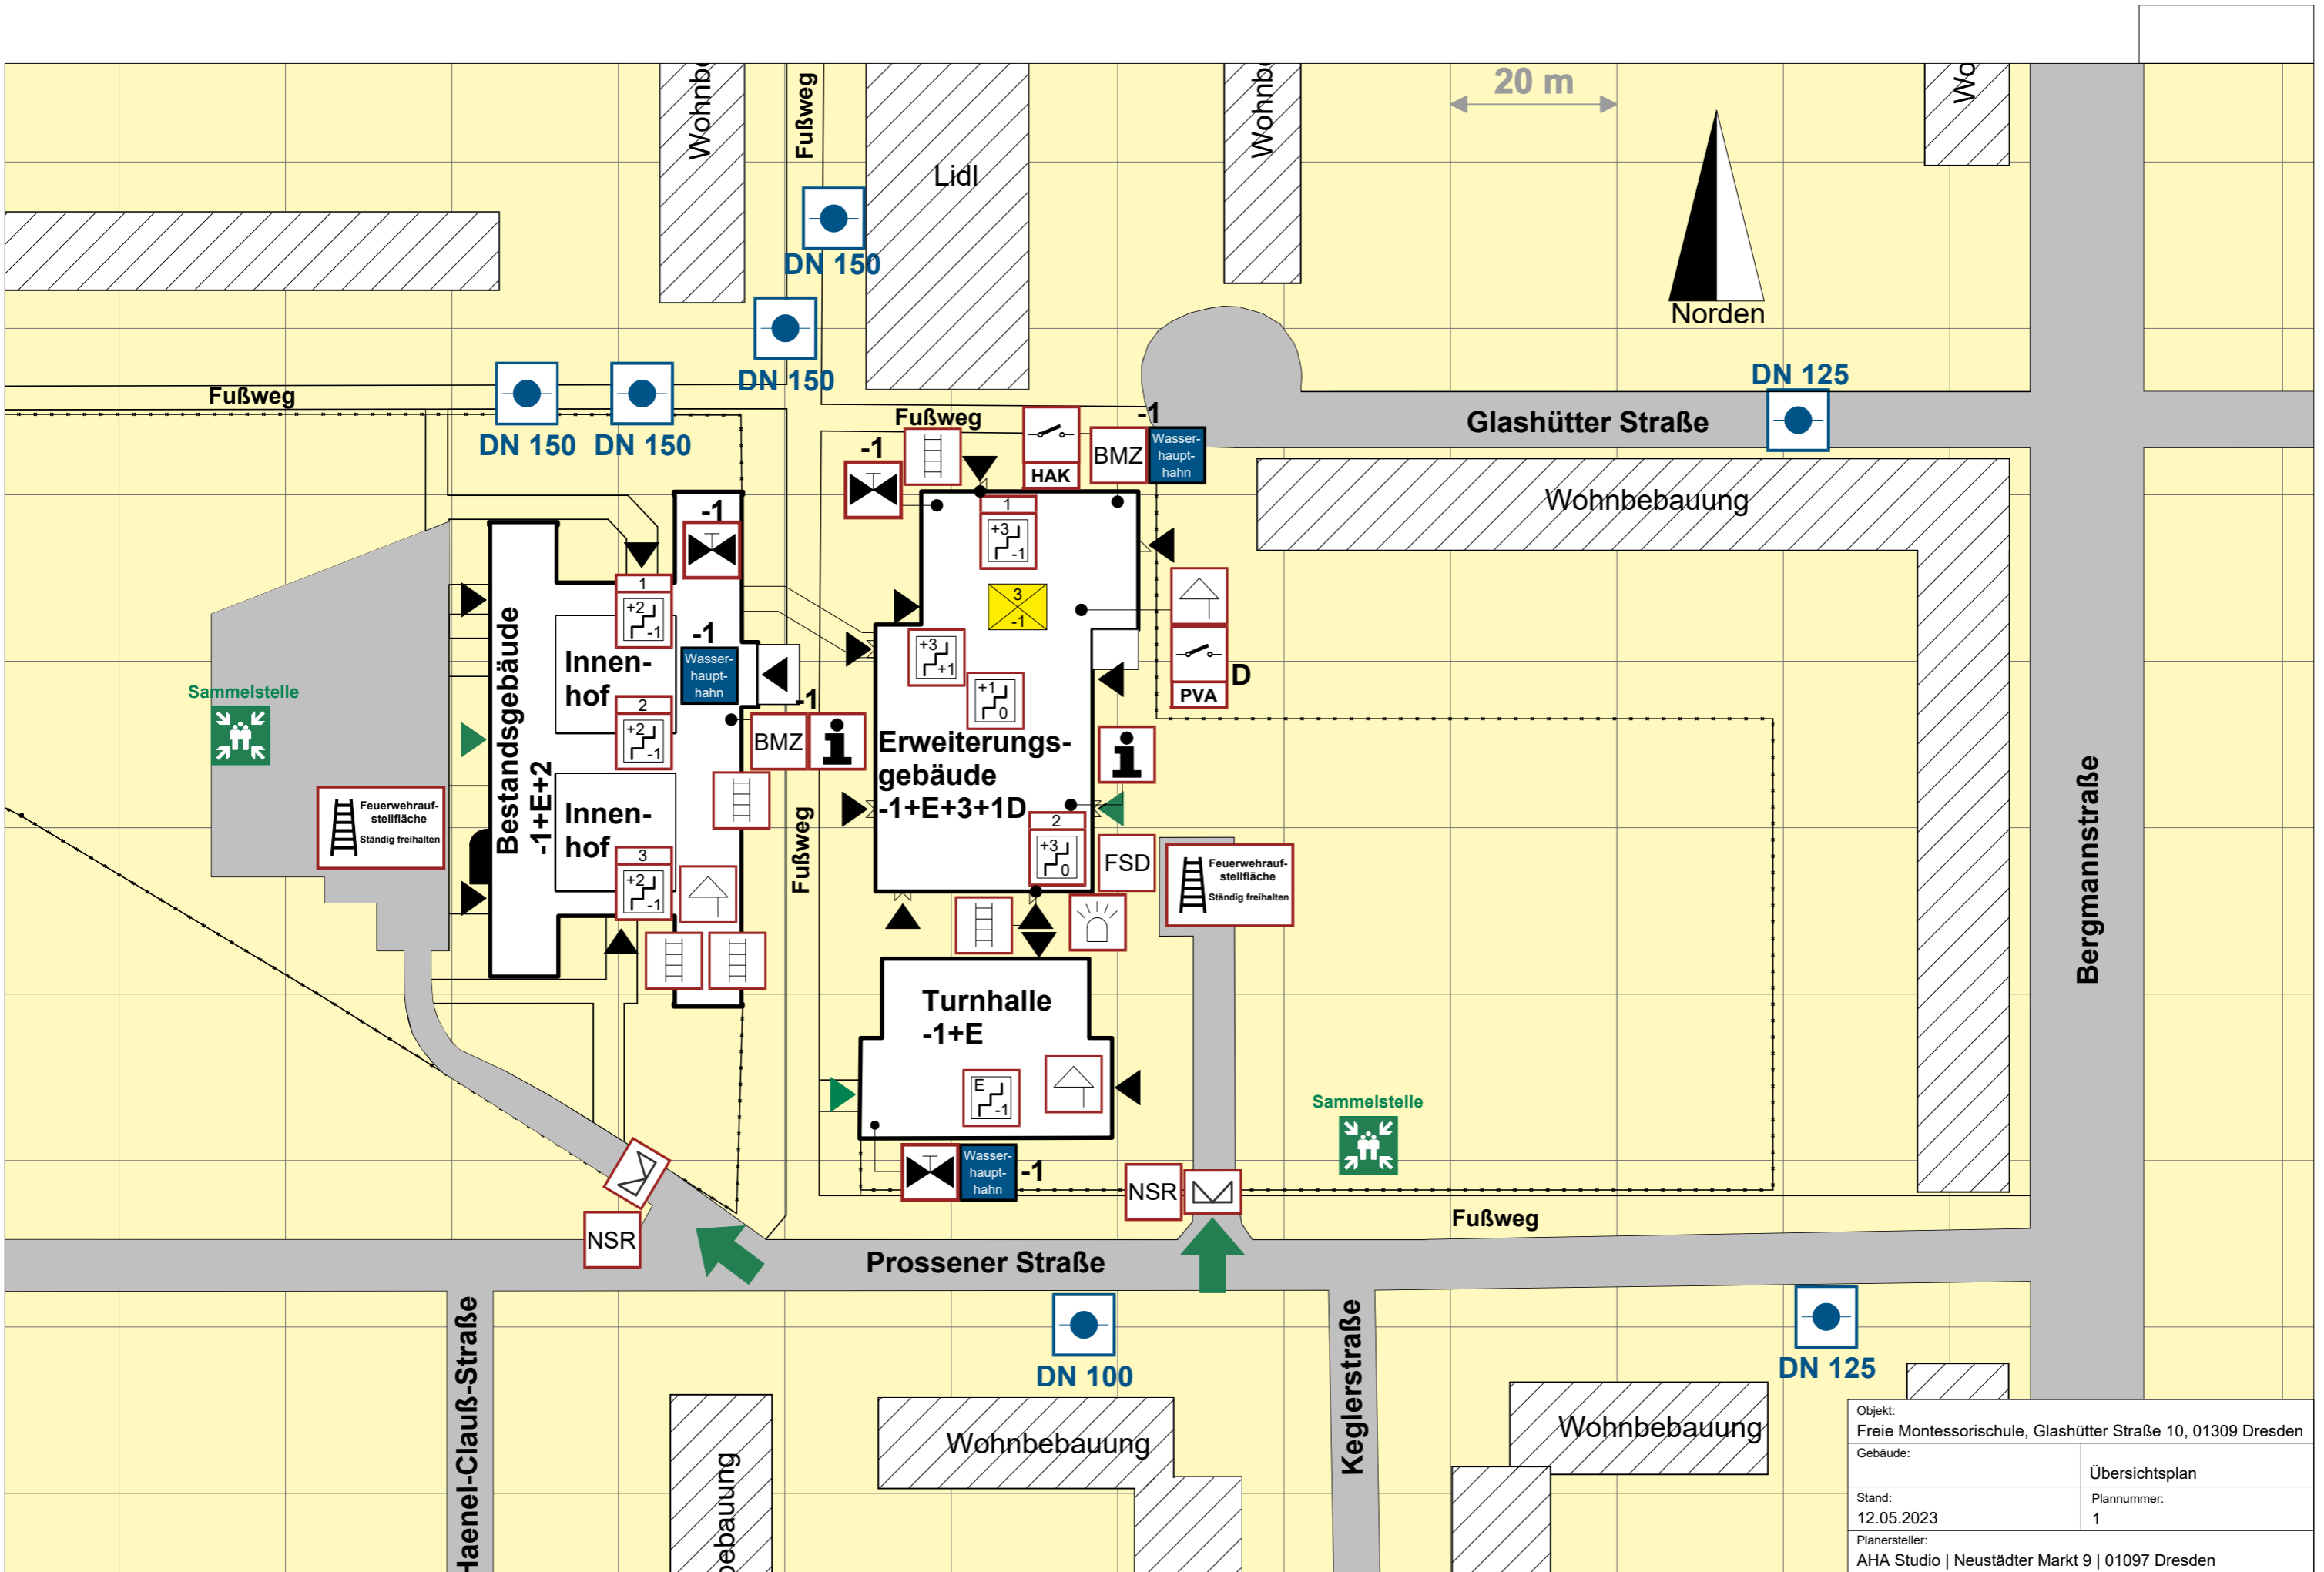 Wohnbe
Fußweg
Lidl
Wohnbe
20 m
Wo
Norden
DN 150
DN 150
DN 150
DN 150
Fußweg
Fußweg
DN 125
Glashütter Straße
-1
HAK
BMZ
-1
Wasser-
haupt-
hahn
Wohnbebauung
Bestandsgebäude
-1+E+2
-1
1
+2
-1
Innen-
hof
-1
Wasser-
haupt-
hahn
2
+2
-1
-1
BMZ
Innen-
hof
3
+2
-1
Sammelstelle
Feuerwehrauf-
stellfläche
Ständig freihalten
Fußweg
1
+3
-1
3
-1
+3
+1
+1
0
Erweiterungs-
gebäude
-1+E+3+1D
2
+3
0
FSD
D
PVA
Feuerwehrauf-
stellfläche
Ständig freihalten
Bergmannstraße
Turnhalle
-1+E
E
-1
Wasser-
haupt-
hahn
-1
Sammelstelle
NSR
NSR
Fußweg
Prossener Straße
DN 100
DN 125
Haenel-Clauß-Straße
Keglerstraße
bebauung
Wohnbebauung
Wohnbebauung
Objekt:
Freie Montessorischule, Glashütter Straße 10, 01309 Dresden
Gebäude:
Übersichtsplan
Stand:
12.05.2023
Plannummer:
1
Planersteller:
AHA Studio | Neustädter Markt 9 | 01097 Dresden